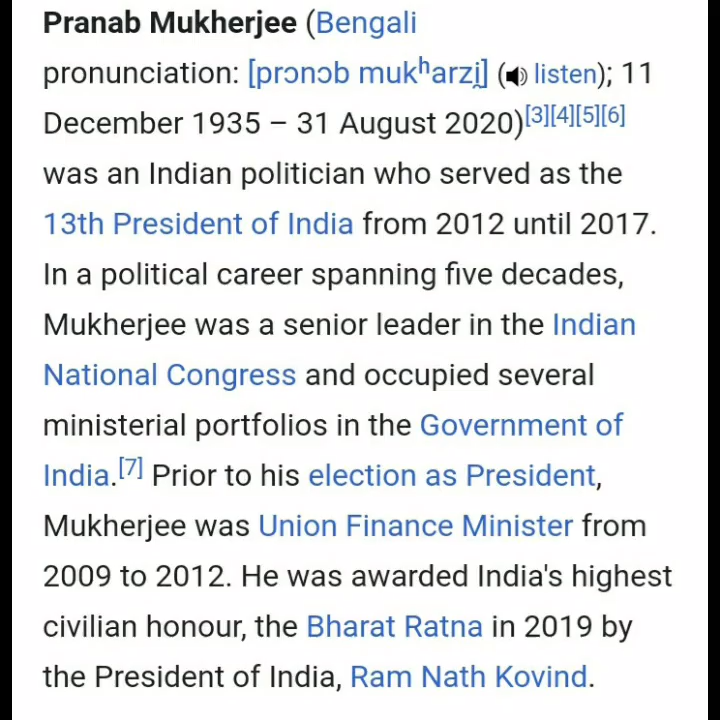 Pranab Mukherjee (Bengali
pronunciation: [prɔnɔb mukʰarzi̯] (listen); 11
December 1935 – 31 August 2020)[3][4][5][6]
was an Indian politician who served as the
13th President of India from 2012 until 2017.
In a political career spanning five decades,
Mukherjee was a senior leader in the Indian
National Congress and occupied several
ministerial portfolios in the Government of
India.[7] Prior to his election as President,
Mukherjee was Union Finance Minister from
2009 to 2012. He was awarded India's highest
civilian honour, the Bharat Ratna in 2019 by
the President of India, Ram Nath Kovind.